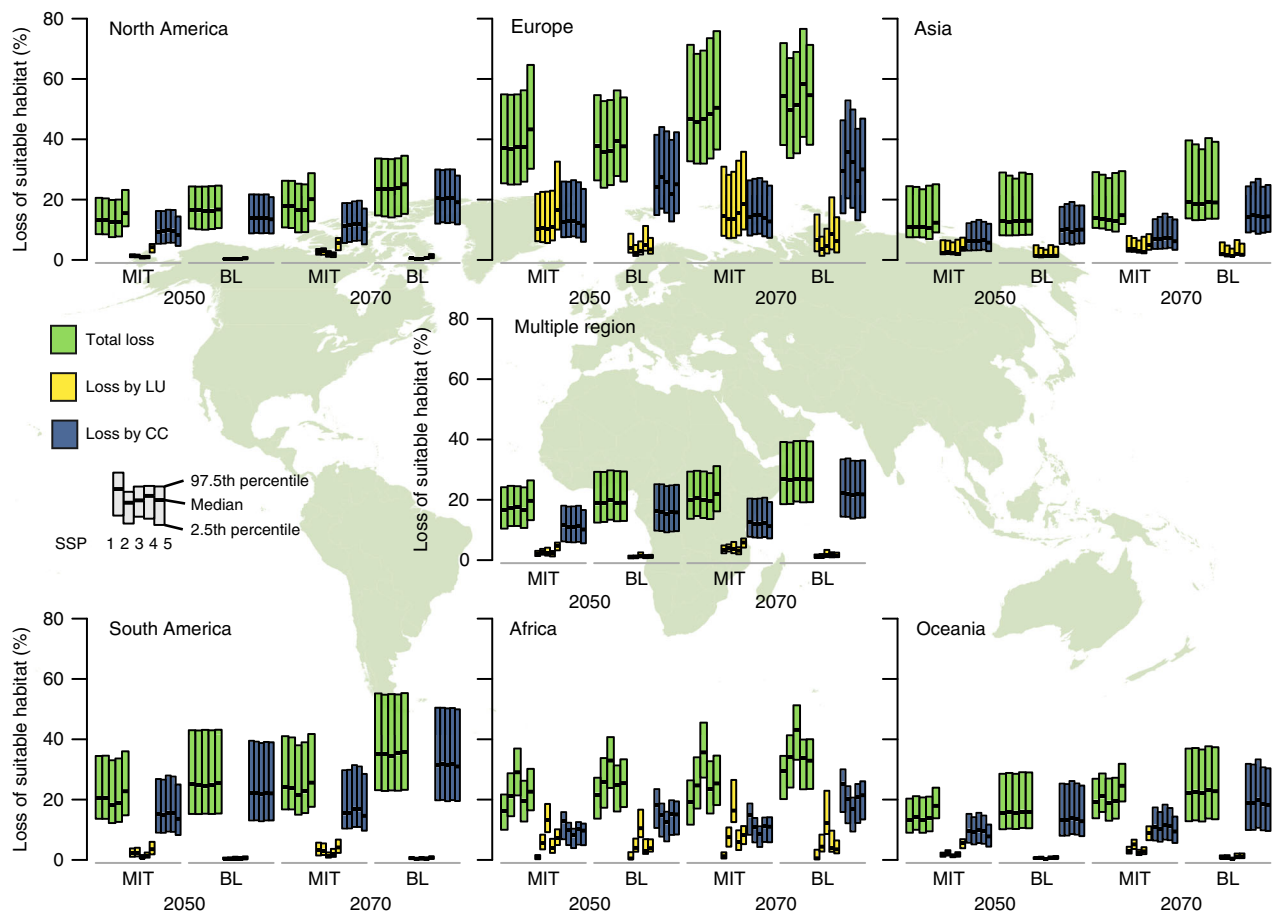 North America
Loss of suitable habitat (%)
80
60
40
20
0
MIT BL MIT BL
2050 2070
Europe
MIT BL MIT BL
2050 2070
Asia
MIT BL MIT BL
2050 2070
Total loss
Loss by LU
Loss by CC
97.5th percentile
Median
2.5th percentile
SSP 1 2 3 4 5
Multiple region
Loss of suitable habitat (%)
80
60
40
20
0
MIT BL MIT BL
2050 2070
South America
Loss of suitable habitat (%)
80
60
40
20
0
MIT BL MIT BL
2050 2070
Africa
MIT BL MIT BL
2050 2070
Oceania
MIT BL MIT BL
2050 2070